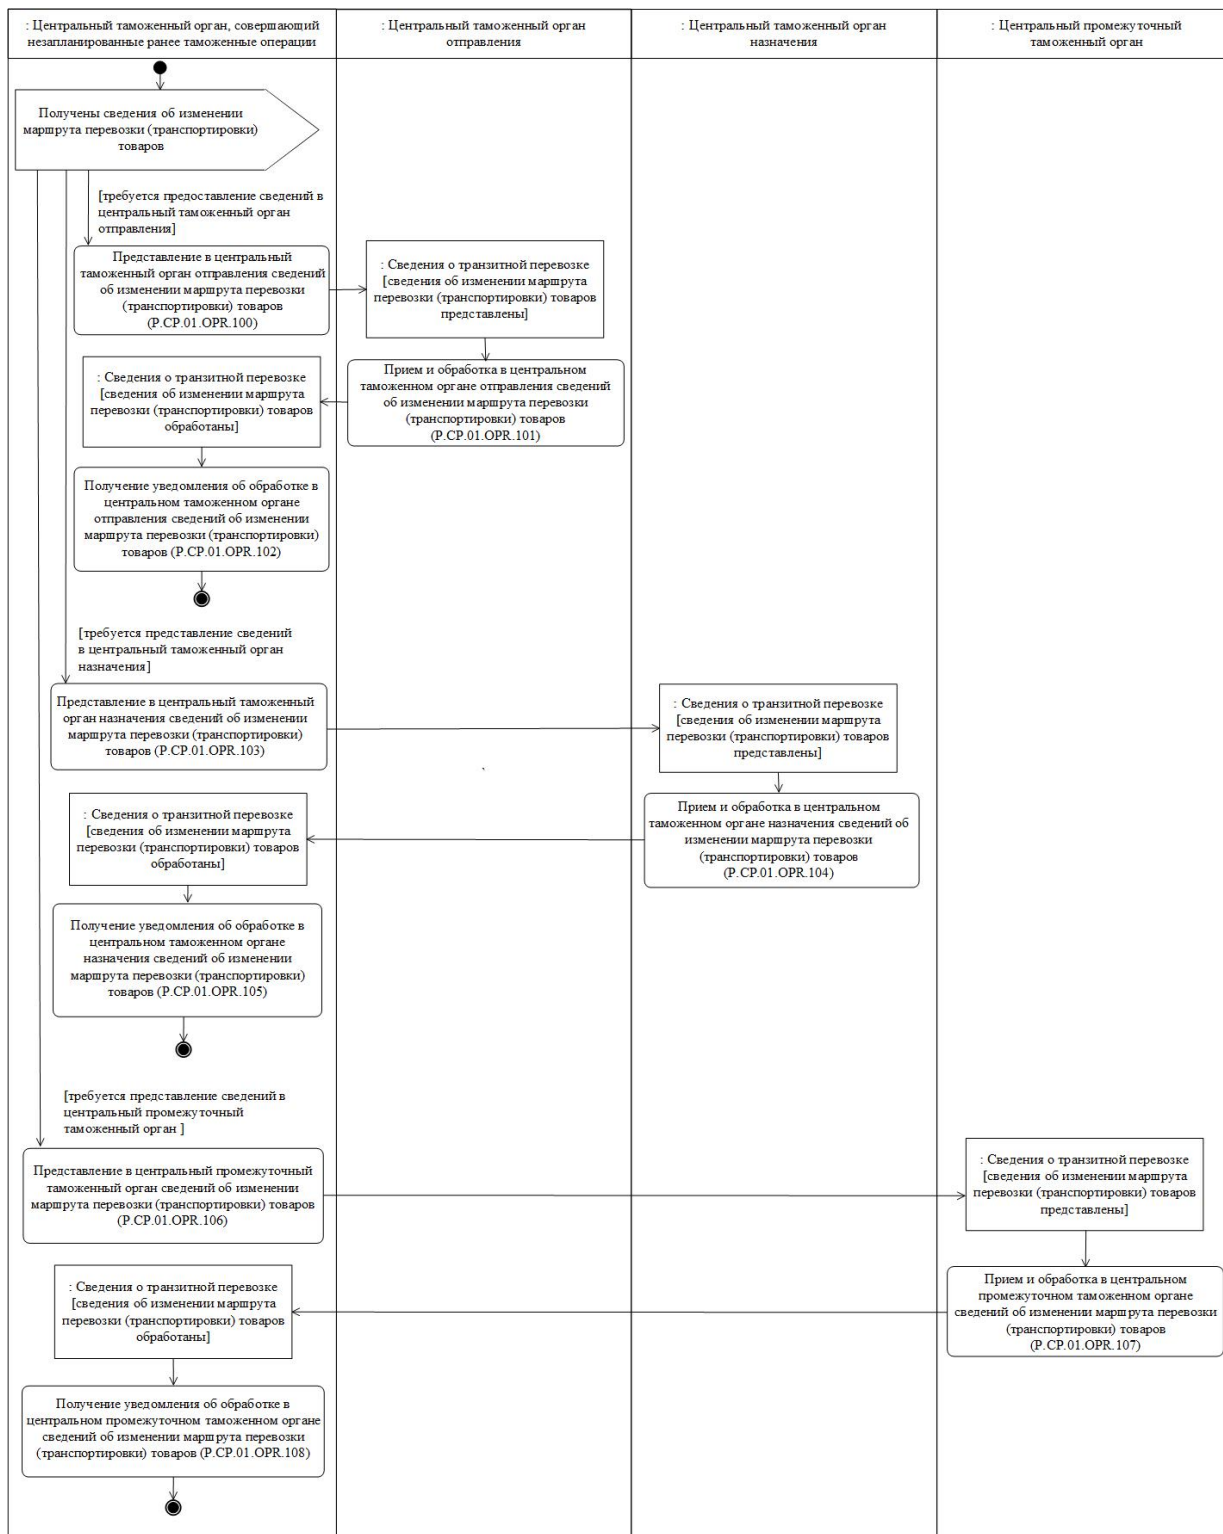 : Центральный таможенный орган, совершающий
незапланированные ранее таможенные операции
: Центральный таможенный орган
отправления
: Центральный таможенный орган
назначения
: Центральный промежуточный
таможенный орган
Получены сведения об изменении
маршрута перевозки (транспортировки)
товаров
[требуется предоставление сведений в
центральный таможенный орган
отправления]
Представление в центральный
таможенный орган отправления сведений
об изменении маршрута перевозки
(транспортировки) товаров
(P.CP.01.OPR.100)
: Сведения о транзитной перевозке
[сведения об изменении маршрута
перевозки (транспортировки) товаров
представлены]
Прием и обработка в центральном
таможенном органе отправления сведений
об изменении маршрута перевозки
(транспортировки) товаров
(P.CP.01.OPR.101)
: Сведения о транзитной перевозке
[сведения об изменении маршрута
перевозки (транспортировки) товаров
обработаны]
Получение уведомления об обработке в
центральном таможенном органе
отправления сведений об изменении
маршрута перевозки (транспортировки)
товаров (P.CP.01.OPR.102)
[требуется представление сведений
в центральный таможенный орган
назначения]
Представление в центральный таможенный
орган назначения сведений об изменении
маршрута перевозки (транспортировки)
товаров (P.CP.01.OPR.103)
: Сведения о транзитной перевозке
[сведения об изменении маршрута
перевозки (транспортировки) товаров
представлены]
Прием и обработка в центральном
таможенном органе назначения сведений об
изменении маршрута перевозки
(транспортировки) товаров
(P.CP.01.OPR.104)
: Сведения о транзитной перевозке
[сведения об изменении маршрута
перевозки (транспортировки) товаров
обработаны]
Получение уведомления об обработке в
центральном таможенном органе
назначения сведений об изменении
маршрута перевозки (транспортировки)
товаров (P.CP.01.OPR.105)
[требуется представление сведений в
центральный промежуточный
таможенный орган ]
Представление в центральный промежуточный
таможенный орган сведений об изменении
маршрута перевозки (транспортировки) товаров
(P.CP.01.OPR.106)
: Сведения о транзитной перевозке
[сведения об изменении маршрута
перевозки (транспортировки) товаров
представлены]
Прием и обработка в центральном
промежуточном таможенном органе
сведений об изменении маршрута перевозки
(транспортировки) товаров
(P.CP.01.OPR.107)
: Сведения о транзитной перевозке
[сведения об изменении маршрута
перевозки (транспортировки) товаров
обработаны]
Получение уведомления об обработке в
центральном промежуточном таможенном органе
сведений об изменении маршрута перевозки
(транспортировки) товаров (P.CP.01.OPR.108)